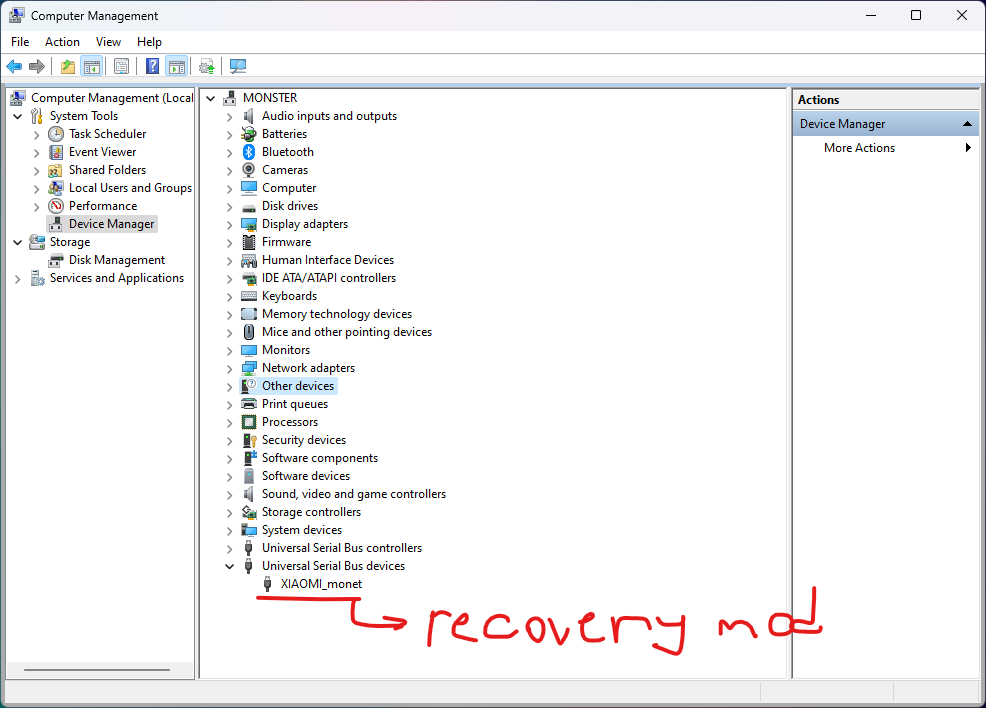 Computer Management
File Action View Help
Computer Management (Local
System Tools
Task Scheduler
Event Viewer
Shared Folders
Local Users and Groups
Performance
Device Manager
Storage
Disk Management
Services and Applications
MONSTER
Audio inputs and outputs
Batteries
Bluetooth
Cameras
Computer
Disk drives
Display adapters
Firmware
Human Interface Devices
IDE ATA/ATAPI controllers
Keyboards
Memory technology devices
Mice and other pointing devices
Monitors
Network adapters
Other devices
Print queues
Processors
Security devices
Software components
Software devices
Sound, video and game controllers
Storage controllers
System devices
Universal Serial Bus controllers
Universal Serial Bus devices
XIAOMI_monet
recovery mod
Actions
Device Manager
More Actions